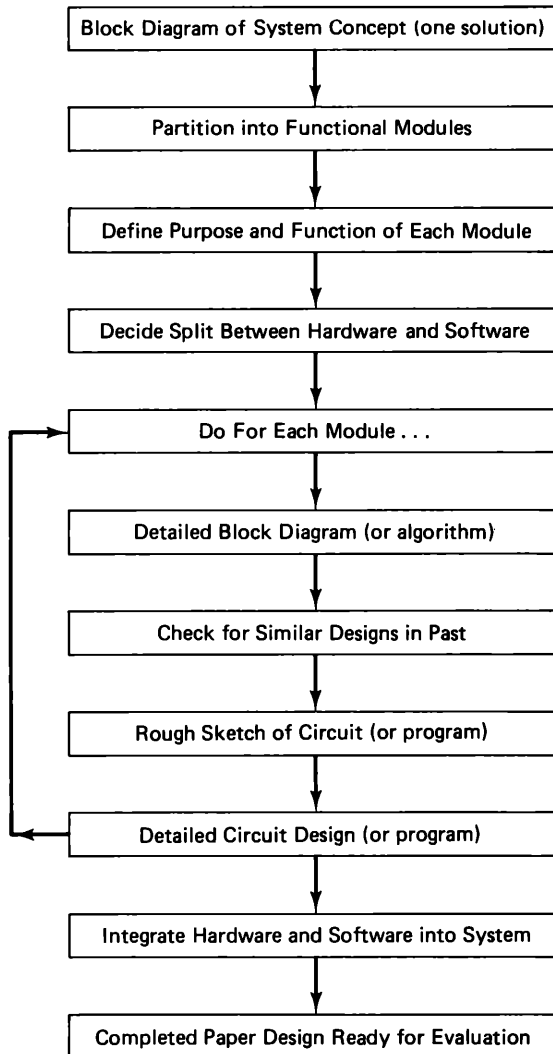 Block Diagram of System Concept (one solution)
Partition into Functional Modules
Define Purpose and Function of Each Module
Decide Split Between Hardware and Software
Do For Each Module . . .
Detailed Block Diagram (or algorithm)
Check for Similar Designs in Past
Rough Sketch of Circuit (or program)
Detailed Circuit Design (or program)
Integrate Hardware and Software into System
Completed Paper Design Ready for Evaluation